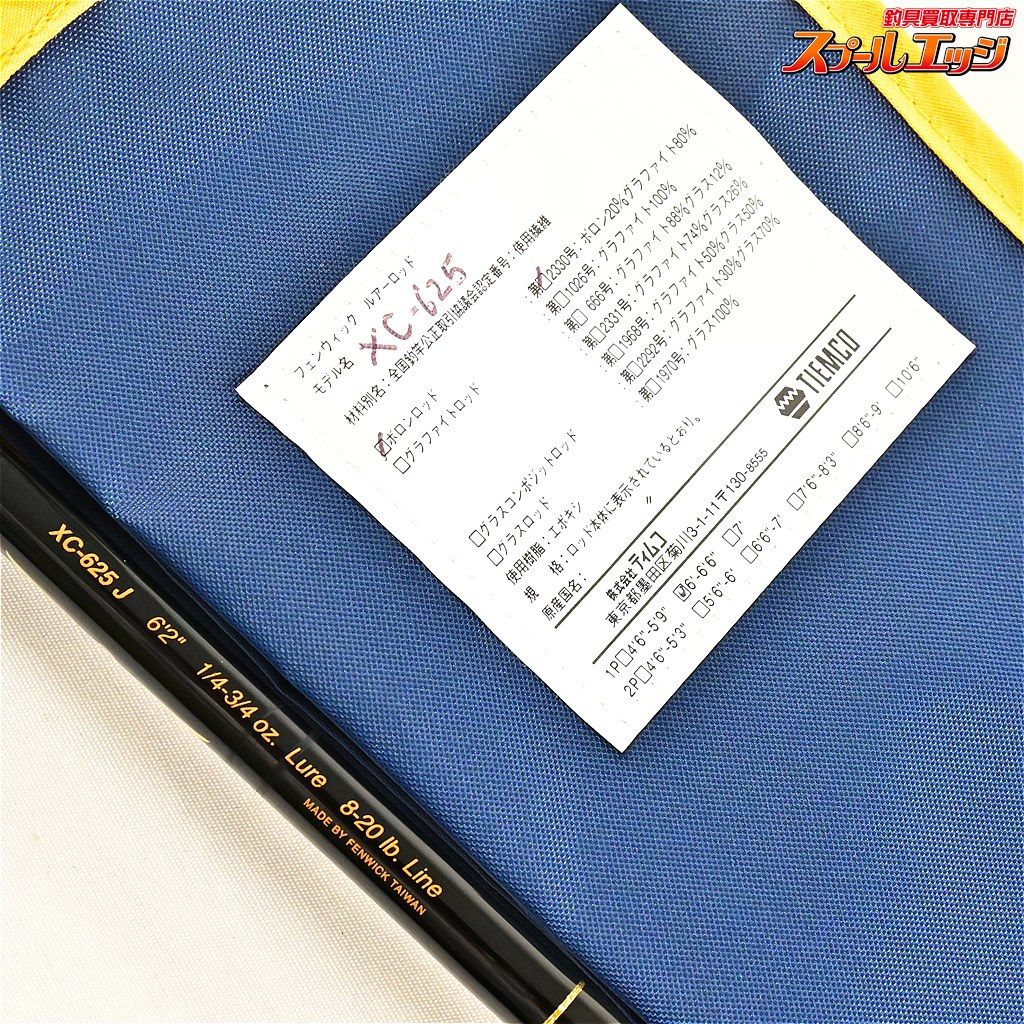 釣具買取専門店
スプールエッジ
フェンウィック ルアーロッド
モデル名 XC-625
材料別名:全国釣竿公正取引協議会認定番号:使用繊維
☑ボロンロッド 第☑2330号:ボロン20%グラファイト80%
□グラファイトロッド 第□1026号:グラファイト100%
第□ 666号:グラファイト88%グラス12%
第□2331号:グラファイト74%グラス26%
□グラスコンポジットロッド 第□1968号:グラファイト50%グラス50%
第□2292号:グラファイト30%グラス70%
□グラスロッド 第□1970号:グラス100%
使用樹脂:エポキシ
規 格:ロッド本体に表示されているとおり。
原産国名: 〃
株式会社 ティムコ
東京都墨田区菊川3-1-11〒130-8555
TIEMCO
1P□4'6"-5'9" ☑6'-6'6" □7'
2P□4'6"-5'3" □5'6"-6' □6'6"-7' □7'6"-8'3" □8'6"-9' □10'6"
XC-625 J 6'2" 1/4-3/4 oz. Lure 8-20 lb. Line
MADE BY FENWICK TAIWAN